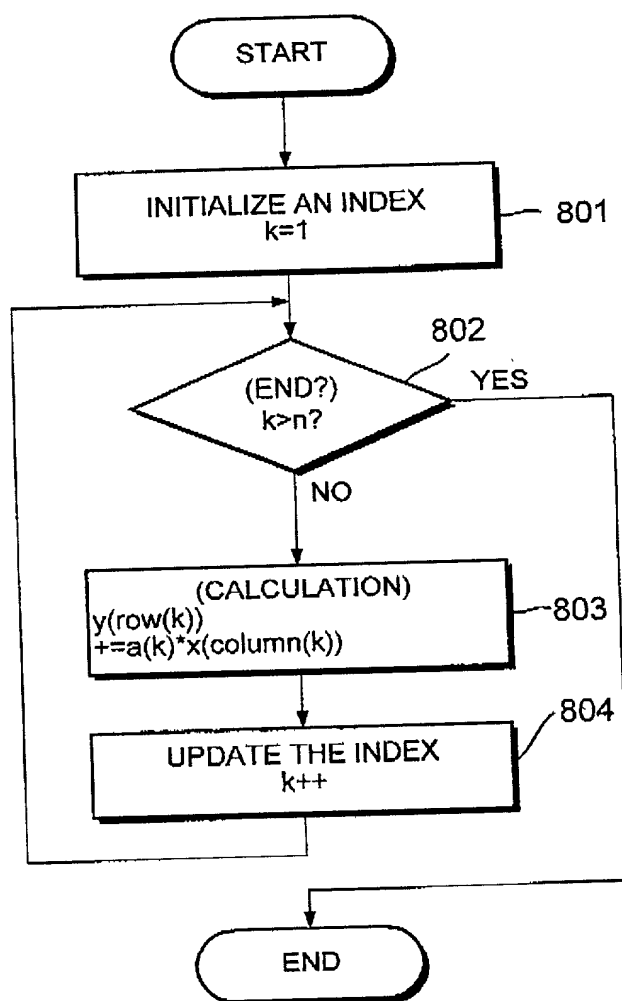 START
INITIALIZE AN INDEX
k=1
801
802
(END?)
k>n?
YES
NO
(CALCULATION)
y(row(k))
+=a(k)*x(column(k))
803
804
UPDATE THE INDEX
k++
END